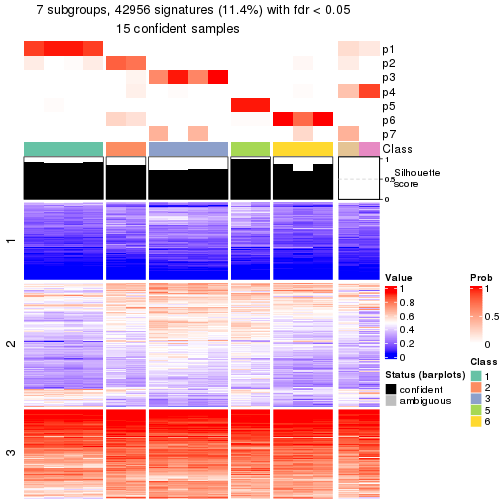 7 subgroups, 42956 signatures (11.4%) with fdr < 0.05
15 confident samples
p1
p2
p3
p4
p5
p6
p7
Class
1
0.5
0
Silhouette
score
1
2
3
Value
1
0.8
0.6
0.4
0.2
0
Status (barplots)
confident
ambiguous
Prob
1
0.5
0
Class
1
2
3
5
6